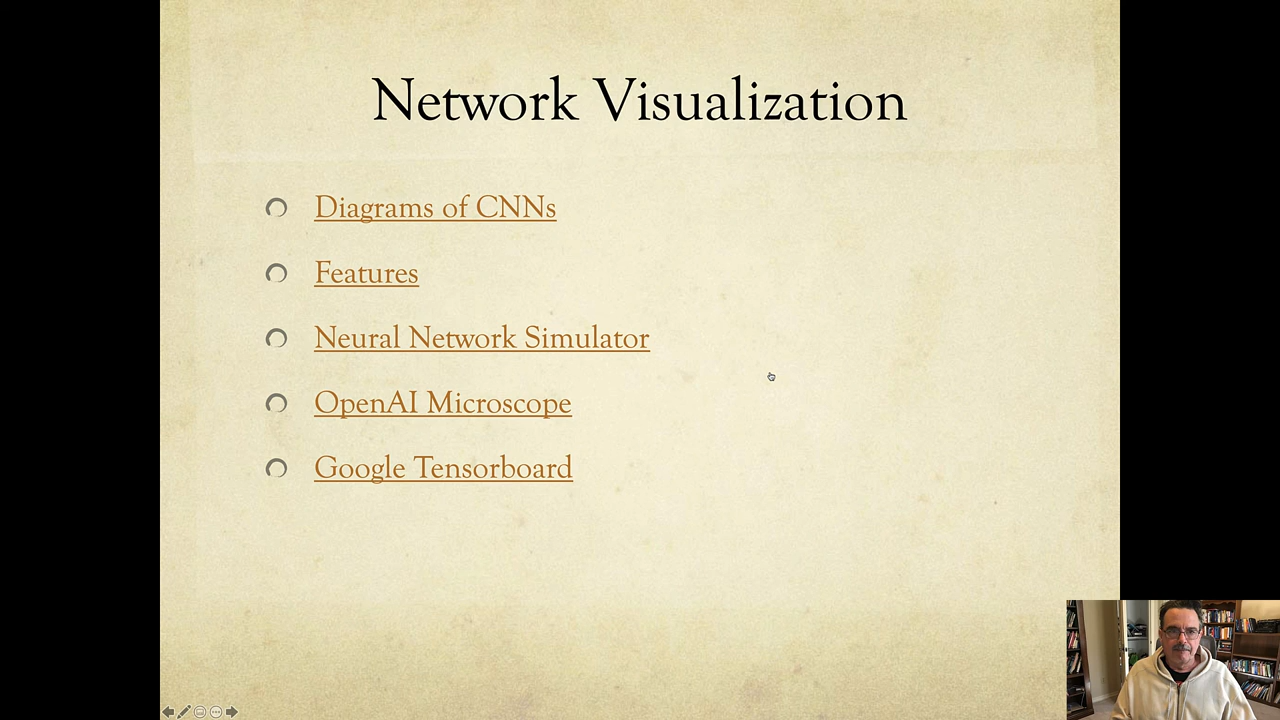 Network Visualization
Diagrams of CNNs
Features
Neural Network Simulator
OpenAI Microscope
Google Tensorboard